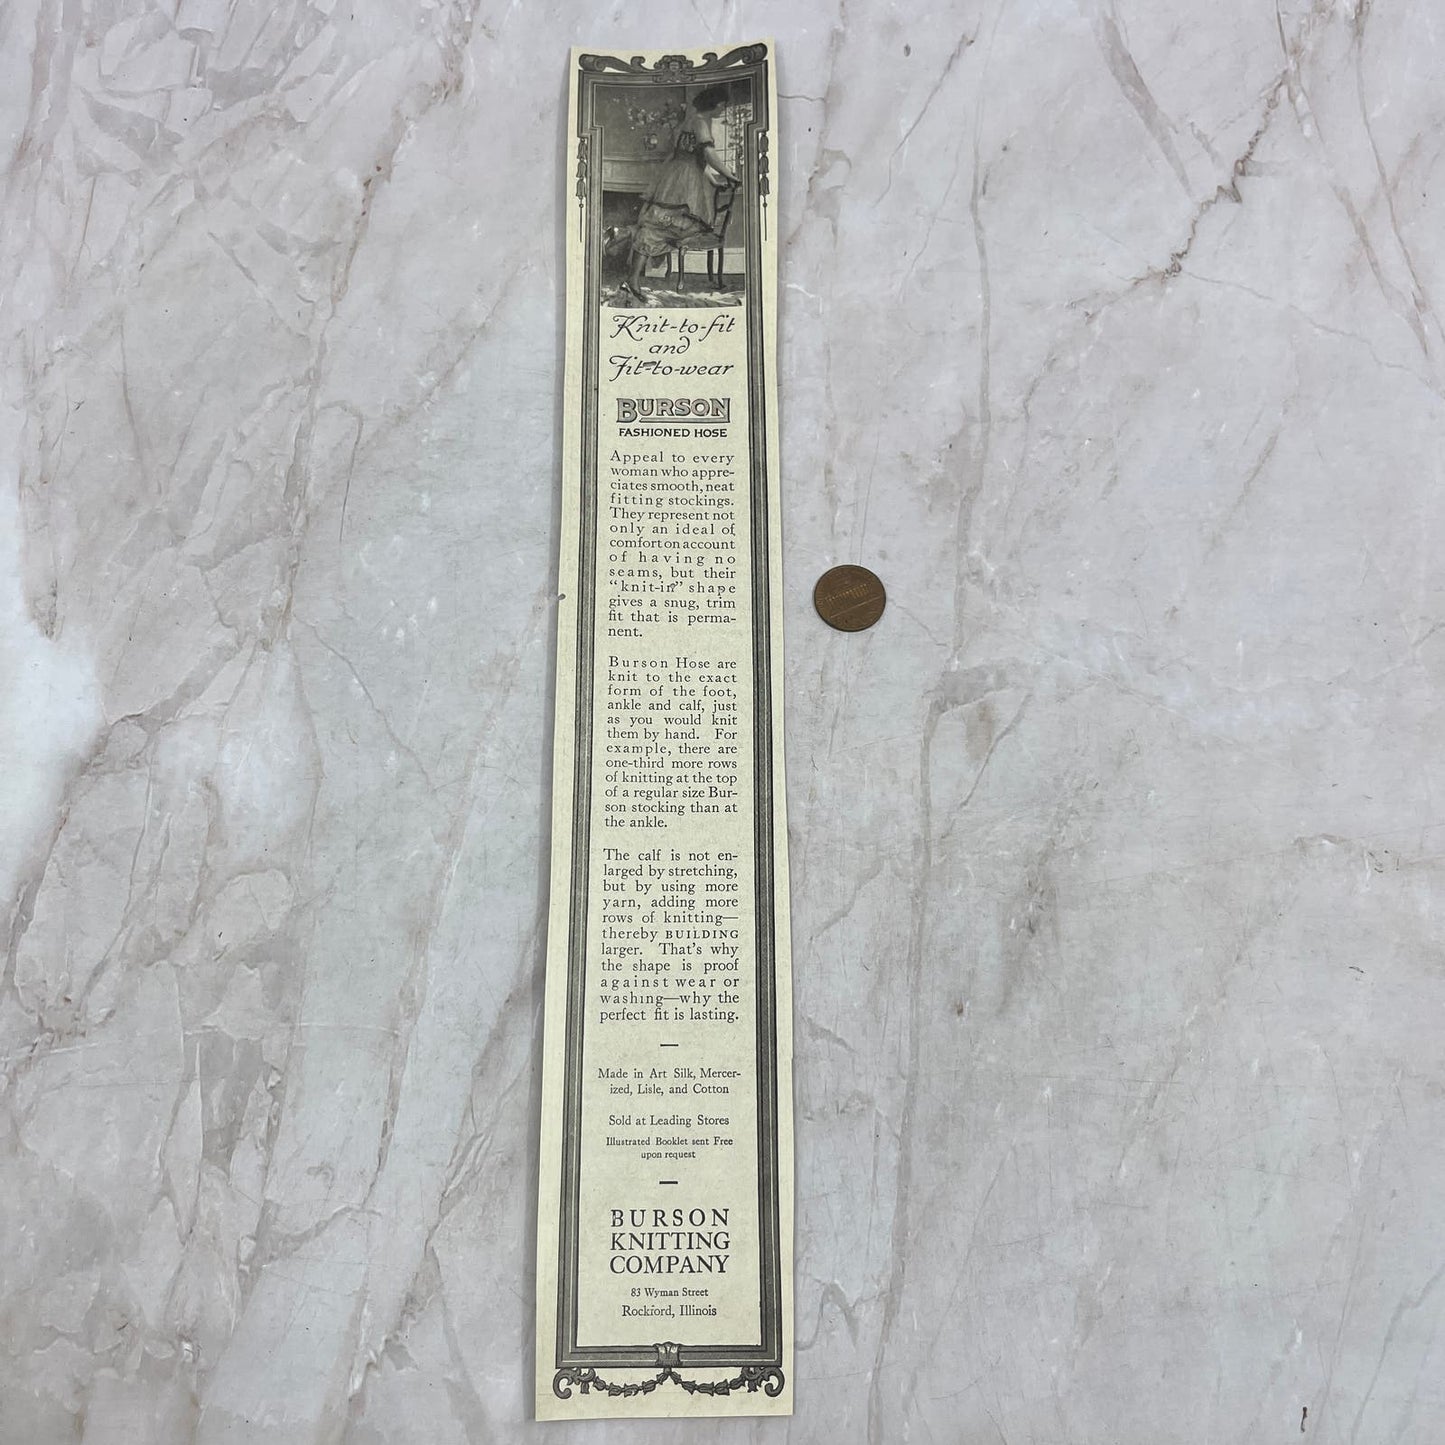 Knit-to-fit
and
Fit-to-wear
BURSON
FASHIONED HOSE
Appeal to every
woman who appre-
ciates smooth, neat
fitting stockings.
They represent not
only an ideal of
comfort on account
of having no
seams, but their
"knit-in" shape
gives a snug, trim
fit that is perma-
nent.
Burson Hose are
knit to the exact
form of the foot,
ankle and calf, just
as you would knit
them by hand. For
example, there are
one-third more rows
of knitting at the top
of a regular size Bur-
son stocking than at
the ankle.
The calf is not en-
larged by stretching,
but by using more
yarn, adding more
rows of knitting—
thereby BUILDING
larger. That's why
the shape is proof
against wear or
washing—why the
perfect fit is lasting.
Made in Art Silk, Mercer-
ized, Lisle, and Cotton
Sold at Leading Stores
Illustrated Booklet sent Free
upon request
BURSON
KNITTING
COMPANY
83 Wyman Street
Rockford, Illinois